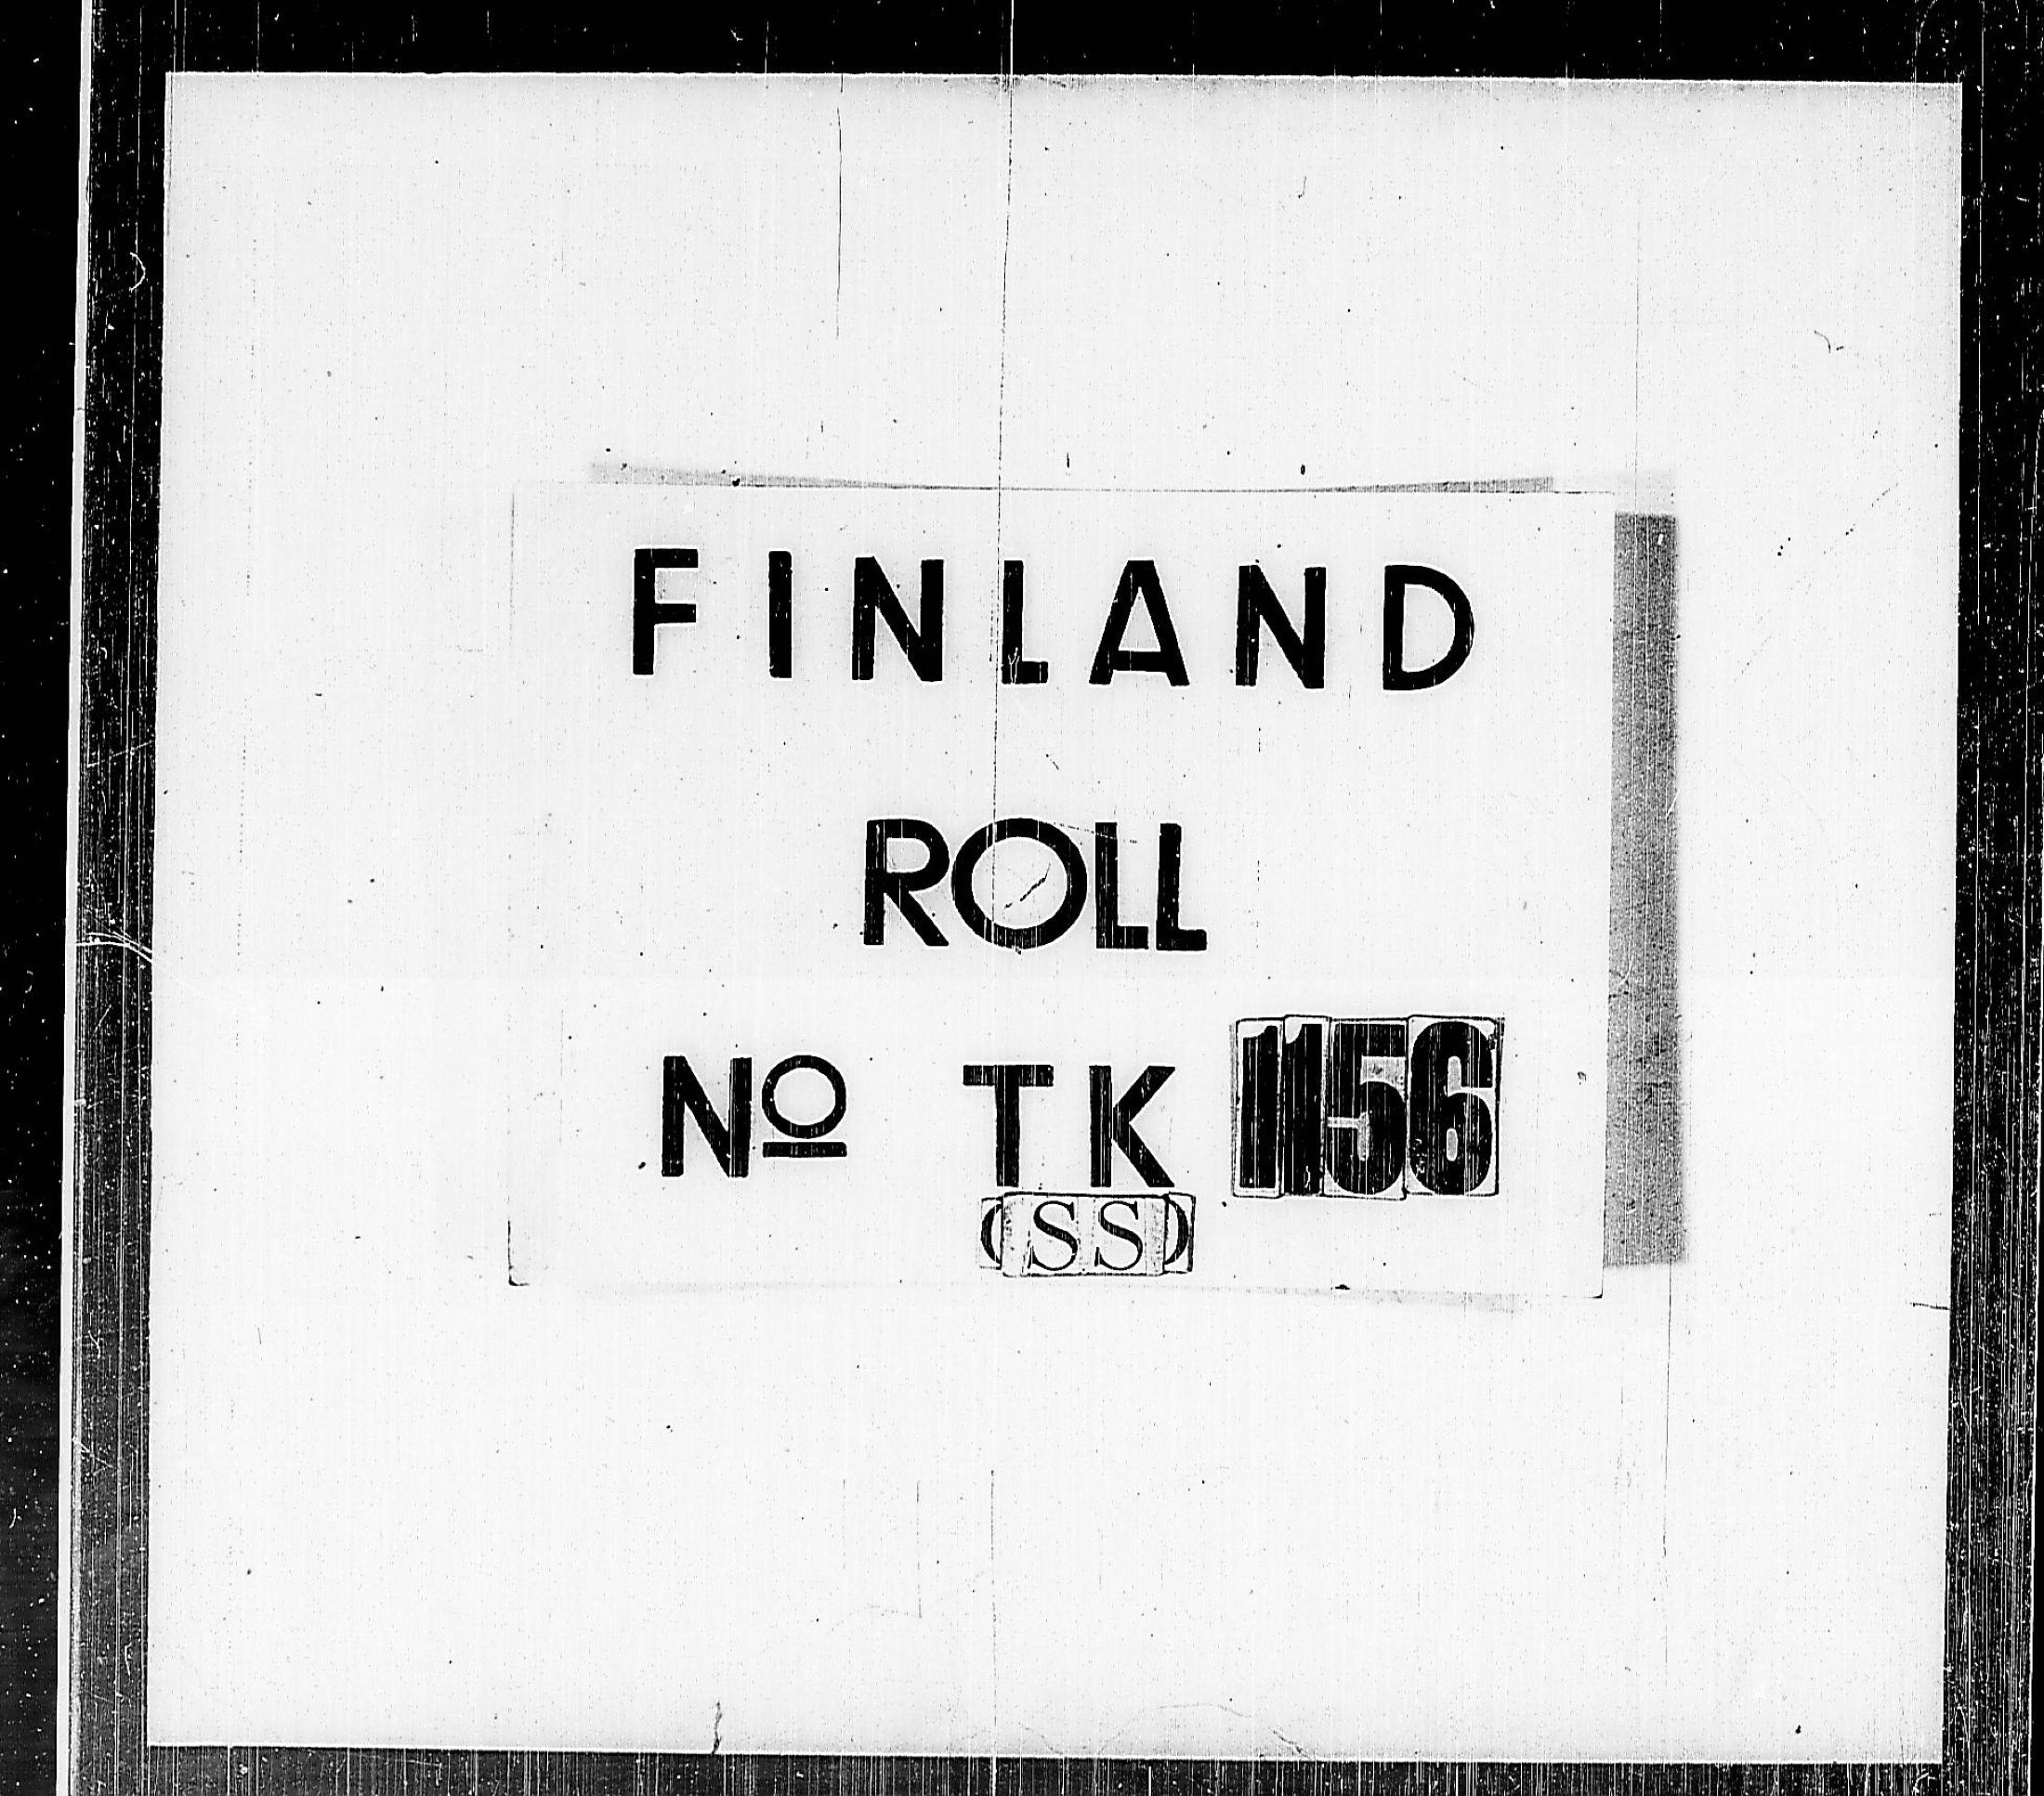 FINLAND
ROLL
Nº TK 1156
(SS)